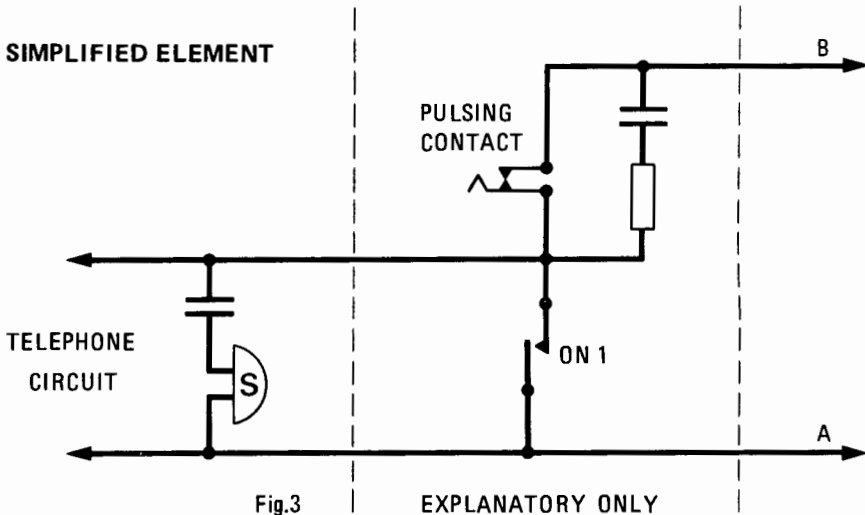 SIMPLIFIED ELEMENT
B
PULSING
CONTACT
TELEPHONE
CIRCUIT
S
ON 1
A
Fig.3
EXPLANATORY ONLY